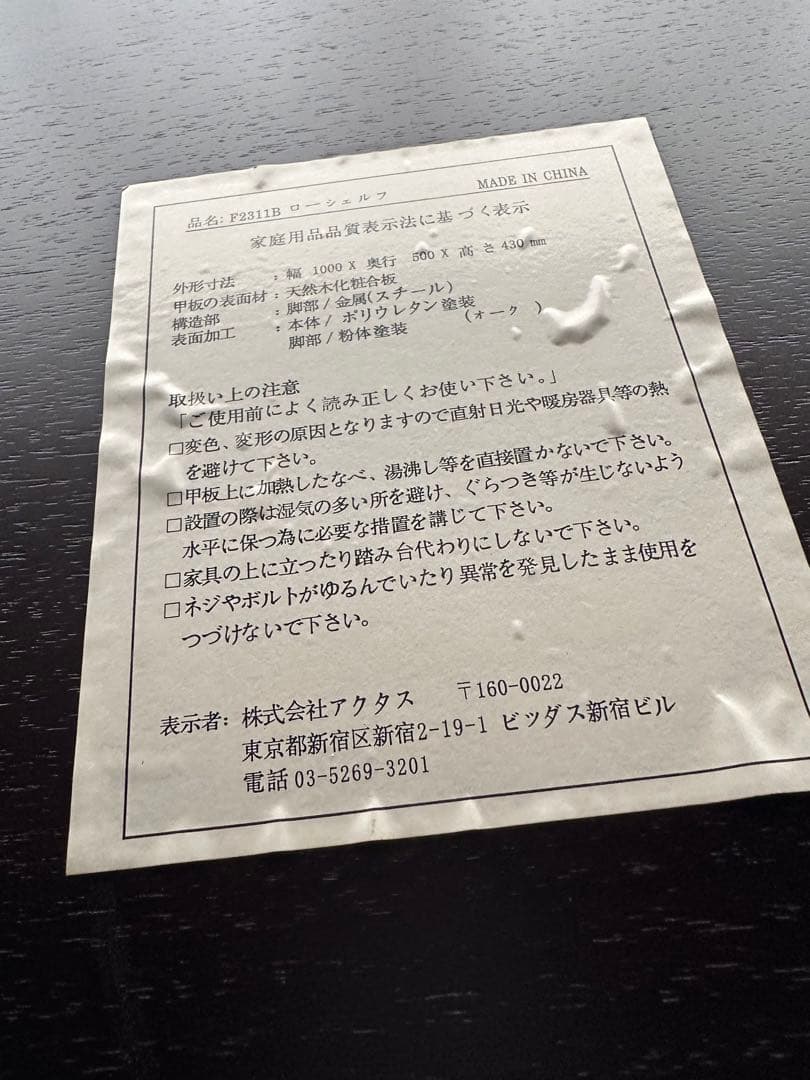 品名: F2311B ローシェルフ MADE IN CHINA
家庭用品品質表示法に基づく表示
外形寸法 : 幅 1000 X 奥行 500 X 高さ 430 mm
甲板の表面材 : 天然木化粧合板
構造部 : 脚部 / 金属(スチール)
表面加工 : 本体 / ポリウレタン塗装 (オーク )
脚部 / 粉体塗装
取扱い上の注意
「ご使用前によく読み正しくお使い下さい。」
□変色、変形の原因となりますので直射日光や暖房器具等の熱
を避けて下さい。
□甲板上に加熱したなべ、湯沸し等を直接置かないで下さい。
□設置の際は湿気の多い所を避け、ぐらつき等が生じないよう
水平に保つ為に必要な措置を講じて下さい。
□家具の上に立ったり踏み台代わりにしないで下さい。
□ネジやボルトがゆるんでいたり異常を発見したまま使用を
つづけないで下さい。
表示者: 株式会社アクタス 〒160-0022
東京都新宿区新宿2-19-1 ビッダス新宿ビル
電話 03-5269-3201